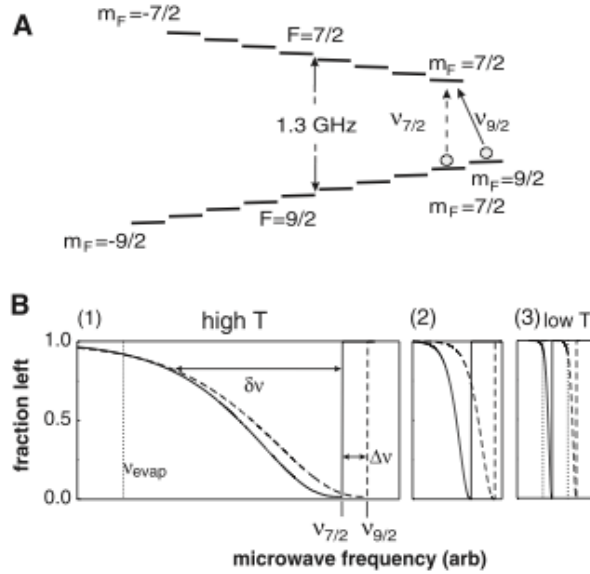 A
m_F=-7/2
F=7/2
m_F=7/2
1.3 GHz
ν_7/2
ν_9/2
m_F=9/2
F=9/2
m_F=7/2
m_F=-9/2
B
(1) high T (2) (3) low T
fraction left
1.0
0.5
0.0
δν
ν_evap
Δν
ν_7/2 ν_9/2
microwave frequency (arb)